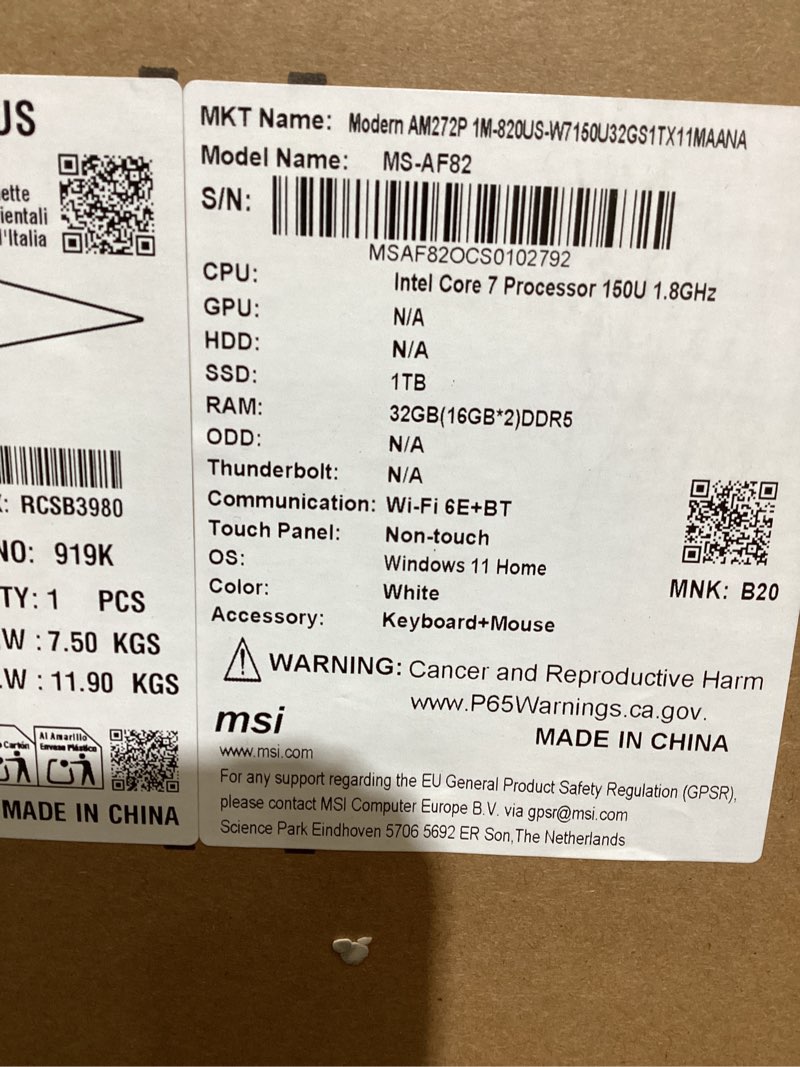 US
ette
ientali
l'Italia
: RCSB3980
NO: 919K
TY: 1 PCS
.W : 7.50 KGS
.W : 11.90 KGS
Cartón
Al Amarillo
Envase Plástico
MADE IN CHINA
MKT Name: Modern AM272P 1M-820US-W7150U32GS1TX11MAANA
Model Name: MS-AF82
S/N:
MSAF82OCS0102792
CPU: Intel Core 7 Processor 150U 1.8GHz
GPU: N/A
HDD: N/A
SSD: 1TB
RAM: 32GB(16GB*2)DDR5
ODD: N/A
Thunderbolt: N/A
Communication: Wi-Fi 6E+BT
Touch Panel: Non-touch
OS: Windows 11 Home
Color: White
Accessory: Keyboard+Mouse
MNK: B20
WARNING: Cancer and Reproductive Harm
www.P65Warnings.ca.gov.
msi
MADE IN CHINA
www.msi.com
For any support regarding the EU General Product Safety Regulation (GPSR),
please contact MSI Computer Europe B.V. via gpsr@msi.com
Science Park Eindhoven 5706 5692 ER Son,The Netherlands